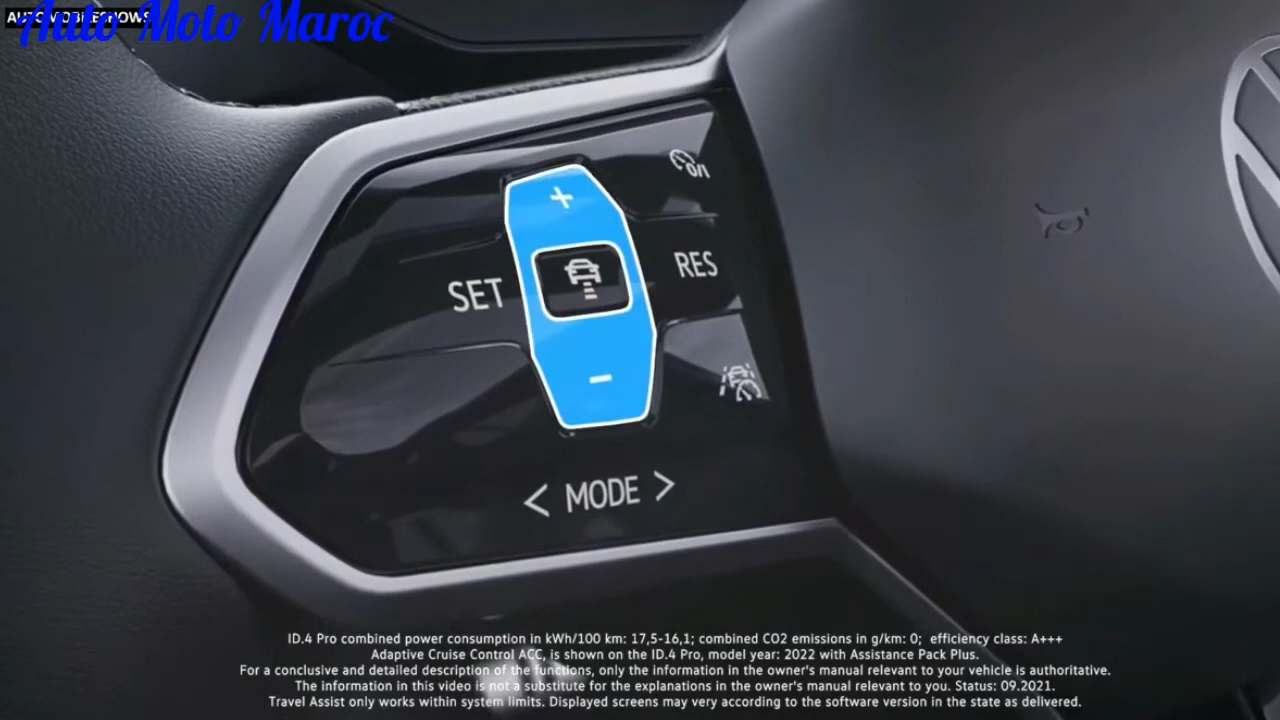 AUTOMOBILESHOWS
Auto Moto Maroc
+
SET
RES
-
< MODE >
ID.4 Pro combined power consumption in kWh/100 km: 17,5-16,1; combined CO2 emissions in g/km: 0; efficiency class: A+++
Adaptive Cruise Control ACC, is shown on the ID.4 Pro, model year: 2022 with Assistance Pack Plus.
For a conclusive and detailed description of the functions, only the information in the owner's manual relevant to your vehicle is authoritative.
The information in this video is not a substitute for the explanations in the owner's manual relevant to you. Status: 09.2021.
Travel Assist only works within system limits. Displayed screens may very according to the software version in the state as delivered.